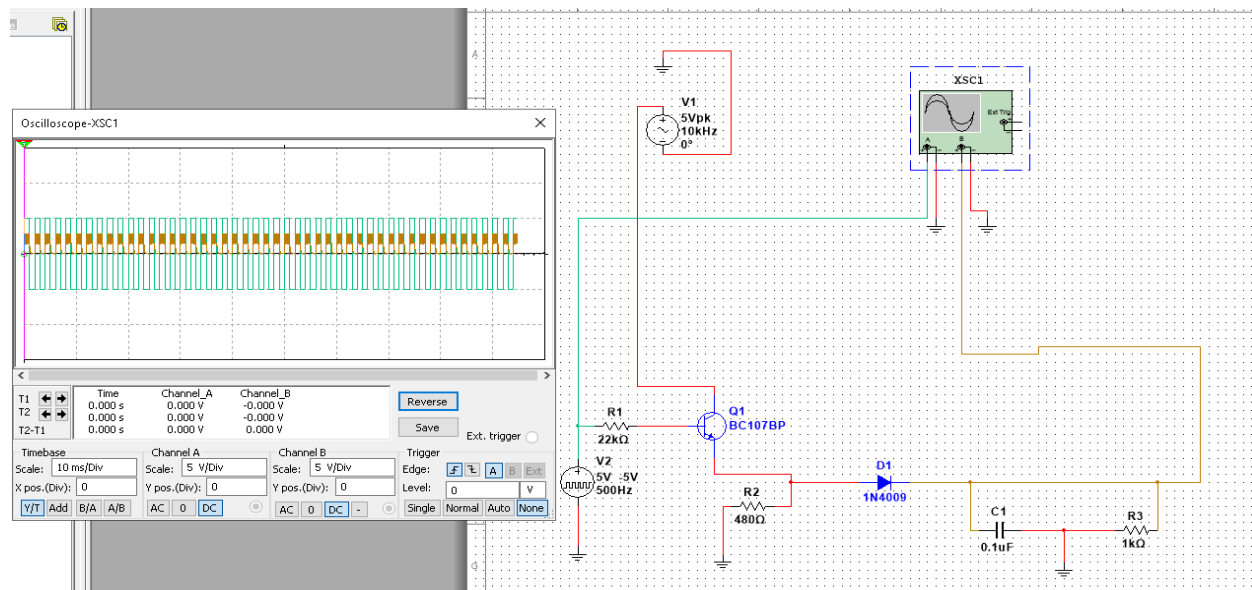 Oscilloscope-XSC1
T1
T2
T2-T1
Time Channel_A Channel_B
0.000 s 0.000 V -0.000 V
0.000 s 0.000 V -0.000 V
0.000 s 0.000 V 0.000 V
Reverse
Save
Ext. trigger
Timebase
Scale: 10 ms/Div
X pos.(Div): 0
Y/T Add B/A A/B
Channel A
Scale: 5 V/Div
Y pos.(Div): 0
AC 0 DC
Channel B
Scale: 5 V/Div
Y pos.(Div): 0
AC 0 DC -
Trigger
Edge: A B Ext
Level: 0 V
Single Normal Auto None
A
G
V1
5Vpk
10kHz
0°
XSC1
Ext Trig
A B
R1
22kΩ
Q1
BC107BP
V2
5V -5V
500Hz
R2
480Ω
D1
1N4009
C1
0.1uF
R3
1kΩ